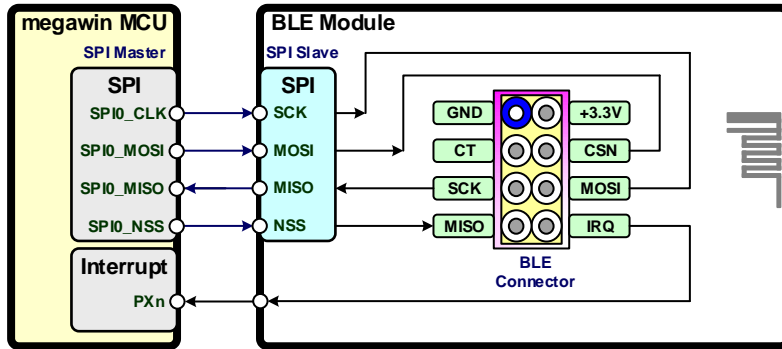 megawin MCU
BLE Module
SPI Master
SPI Slave
SPI
SPI
SPI0_CLK
SCK
GND
+3.3V
SPI0_MOSI
MOSI
CT
CSN
SPI0_MISO
MISO
SCK
MOSI
SPI0_NSS
NSS
MISO
IRQ
Interrupt
BLE
Connector
PXn